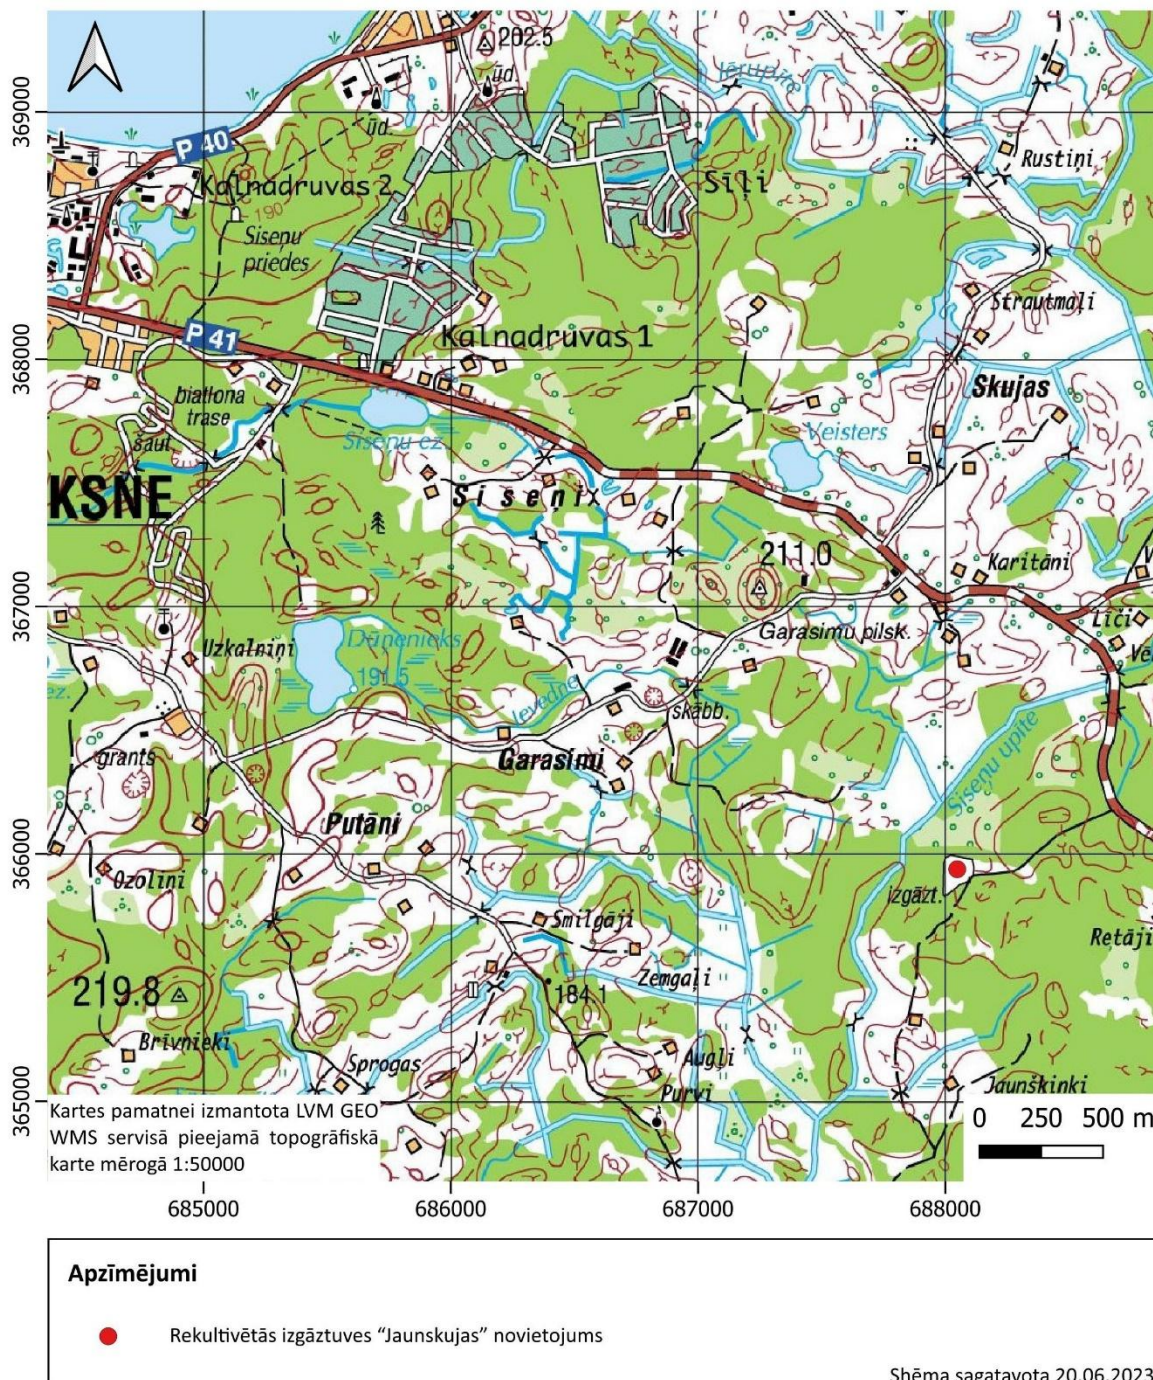 202.5
ūd.
369000
ūd.
P 40
Kalnadruvas 2
190
Siseņu
priedes
Sīļi
Rustiņi
Strautmaļi
P 41
Kalnadruvas 1
368000
biatlona
trase
Skujas
šaut.
Siseņu ez.
Veisters
KSNE
Siseņi
211.0
Karitāni
367000
Garasimu pilsk.
Līči
Uzkalniņi
Dūņenieks
191.5
Ievedne
skābb.
ez.
grants
Garasimi
Siseņu upīte
Putāni
366000
Ozoliņi
izgāzt.
Smilgāji
Retāji
Zemgaļi
219.8
184.1
Brīvnieki
Sprogas
Augļi
Purvi
Jaunškinki
365000
Kartes pamatnei izmantota LVM GEO
WMS servisā pieejamā topogrāfiskā
karte mērogā 1:50000
0 250 500 m
685000 686000 687000 688000
Apzīmējumi
Rekultivētās izgāztuves “Jaunskujas” novietojums
Shēma sagatavota 20.06.2023